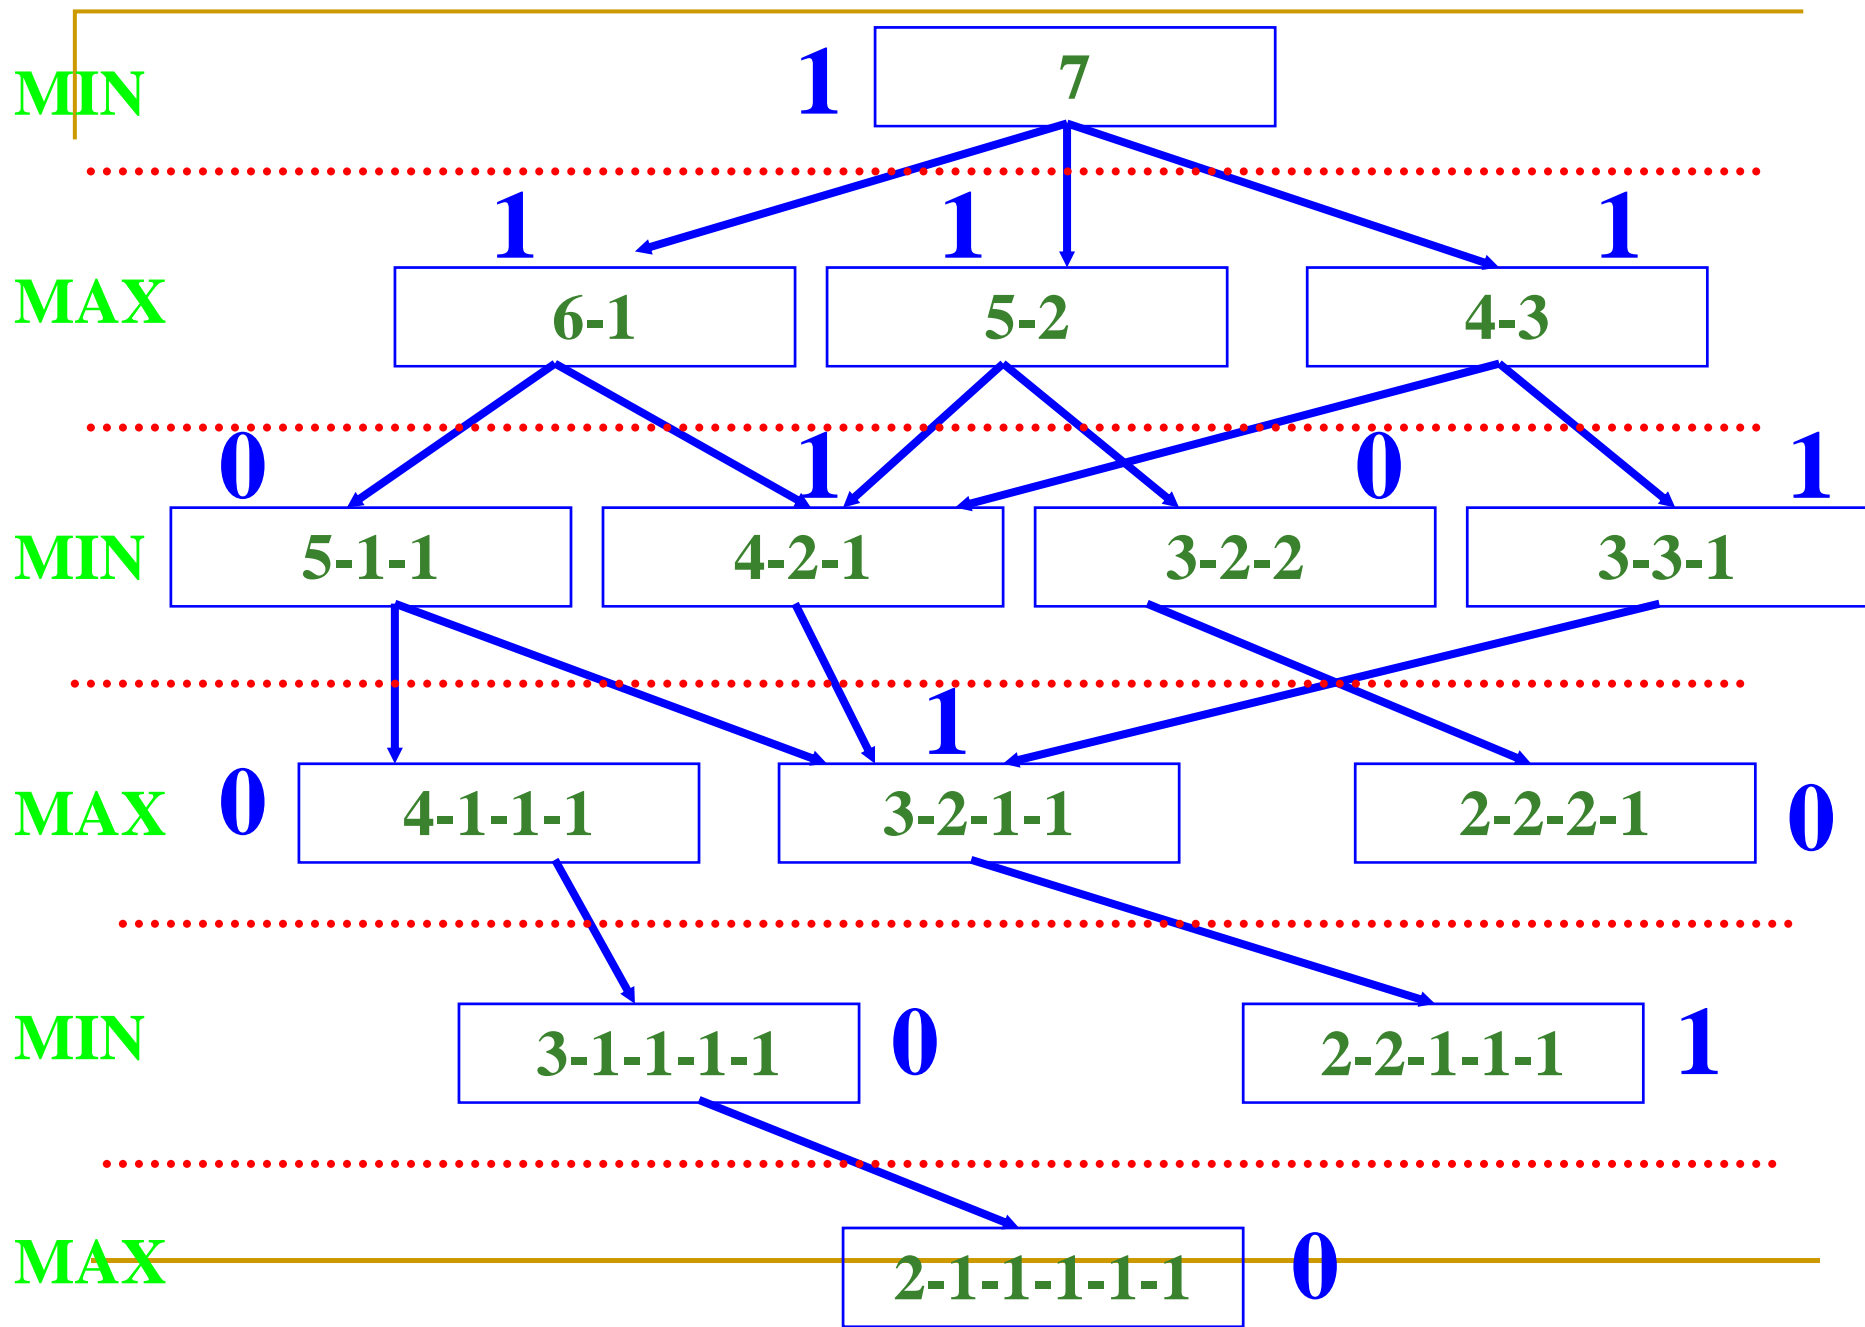 MIN 1 7
1 1 1
MAX 6-1 5-2 4-3
0 1 0 1
MIN 5-1-1 4-2-1 3-2-2 3-3-1
1
MAX 0 4-1-1-1 3-2-1-1 2-2-2-1 0
MIN 3-1-1-1-1 0 2-2-1-1-1 1
MAX 2-1-1-1-1-1 0